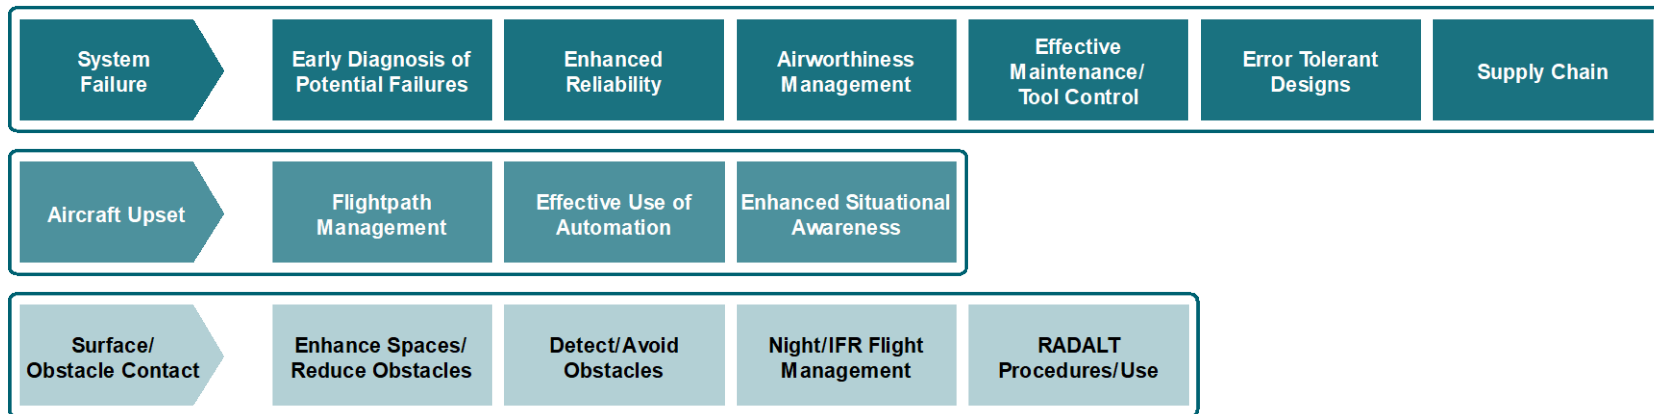 System
Failure
Early Diagnosis of
Potential Failures
Enhanced
Reliability
Airworthiness
Management
Effective
Maintenance/
Tool Control
Error Tolerant
Designs
Supply Chain
Aircraft Upset
Flightpath
Management
Effective Use of
Automation
Enhanced Situational
Awareness
Surface/
Obstacle Contact
Enhance Spaces/
Reduce Obstacles
Detect/Avoid
Obstacles
Night/IFR Flight
Management
RADALT
Procedures/Use